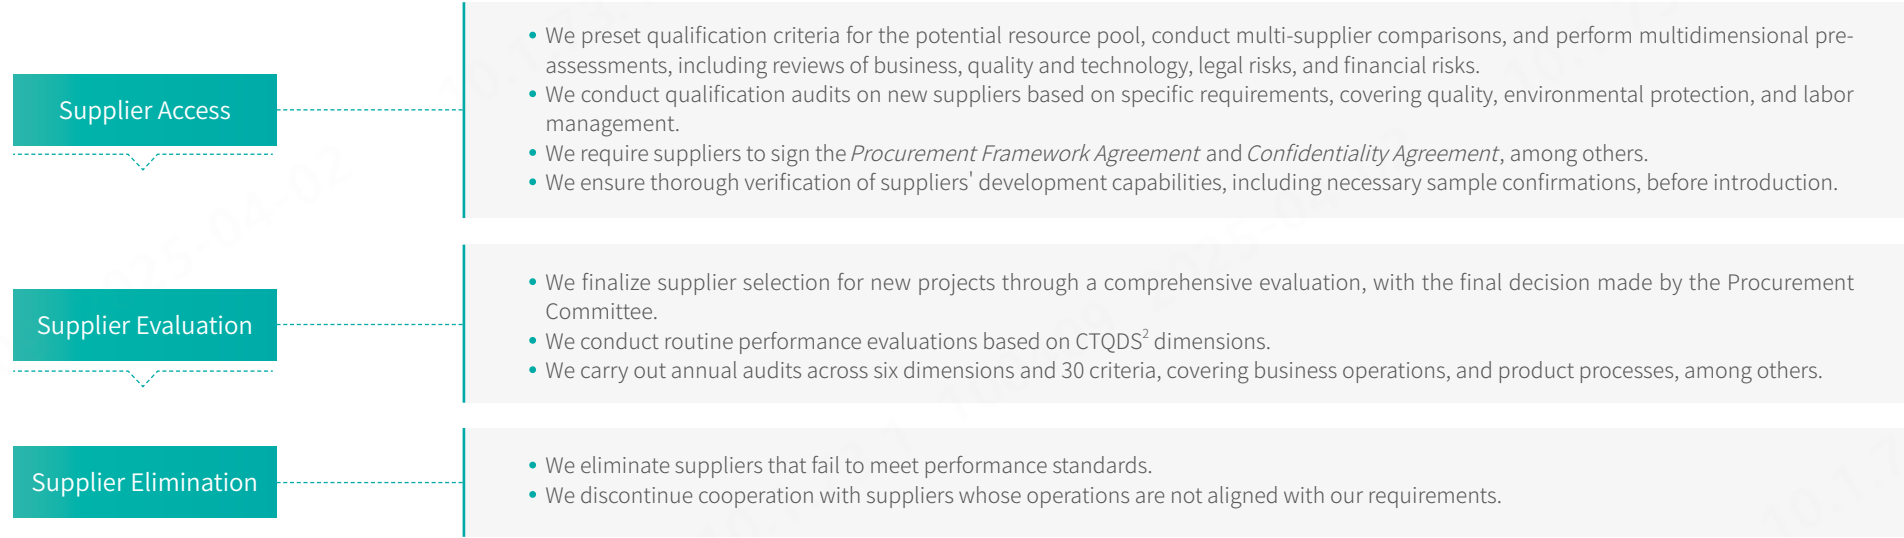 Supplier Access
• We preset qualification criteria for the potential resource pool, conduct multi-supplier comparisons, and perform multidimensional pre-
assessments, including reviews of business, quality and technology, legal risks, and financial risks.
• We conduct qualification audits on new suppliers based on specific requirements, covering quality, environmental protection, and labor
management.
• We require suppliers to sign the Procurement Framework Agreement and Confidentiality Agreement, among others.
• We ensure thorough verification of suppliers' development capabilities, including necessary sample confirmations, before introduction.
Supplier Evaluation
• We finalize supplier selection for new projects through a comprehensive evaluation, with the final decision made by the Procurement
Committee.
• We conduct routine performance evaluations based on CTQDS² dimensions.
• We carry out annual audits across six dimensions and 30 criteria, covering business operations, and product processes, among others.
Supplier Elimination
• We eliminate suppliers that fail to meet performance standards.
• We discontinue cooperation with suppliers whose operations are not aligned with our requirements.